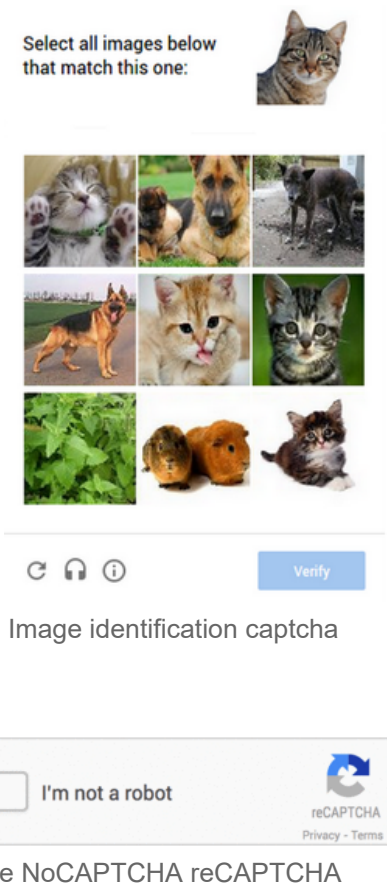 Select all images below
that match this one:
Verify
Image identification captcha
I'm not a robot
reCAPTCHA
Privacy - Terms
e NoCAPTCHA reCAPTCHA